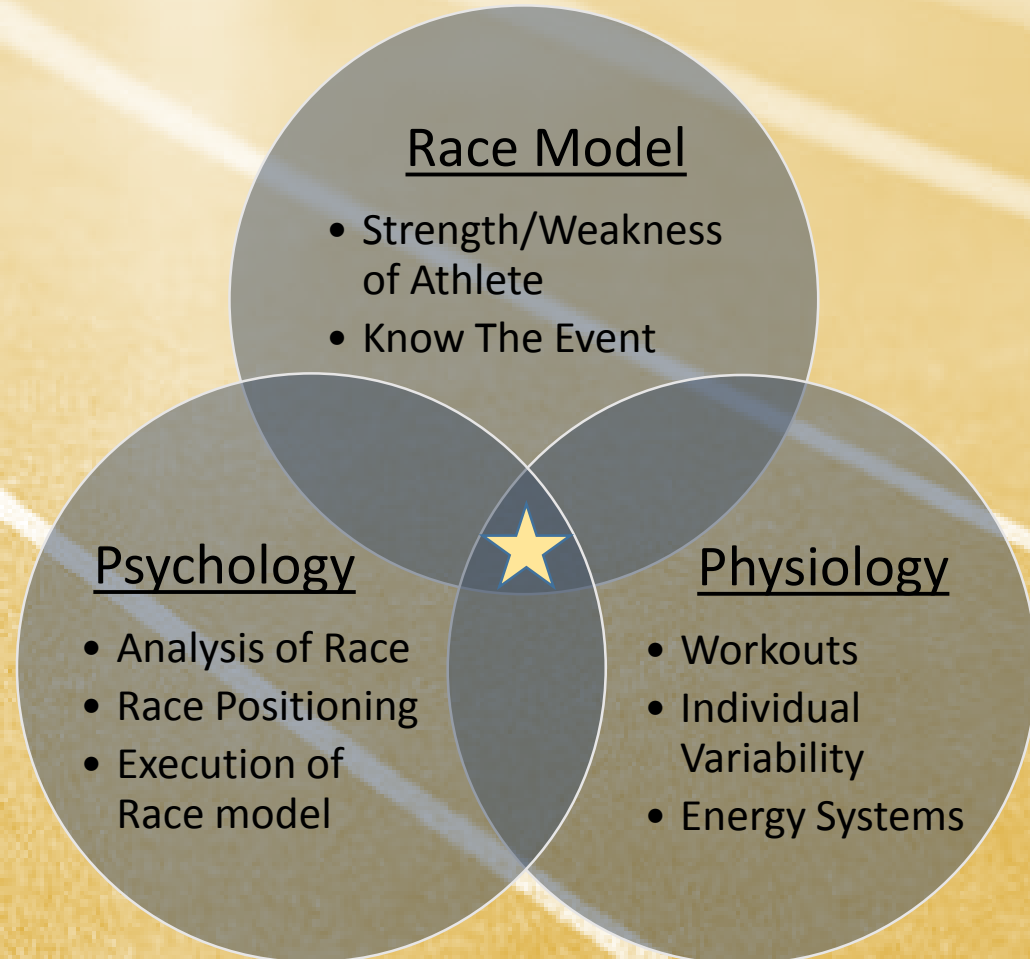 Race Model
• Strength/Weakness
of Athlete
• Know The Event
Psychology
• Analysis of Race
• Race Positioning
• Execution of
Race model
Physiology
• Workouts
• Individual
Variability
• Energy Systems